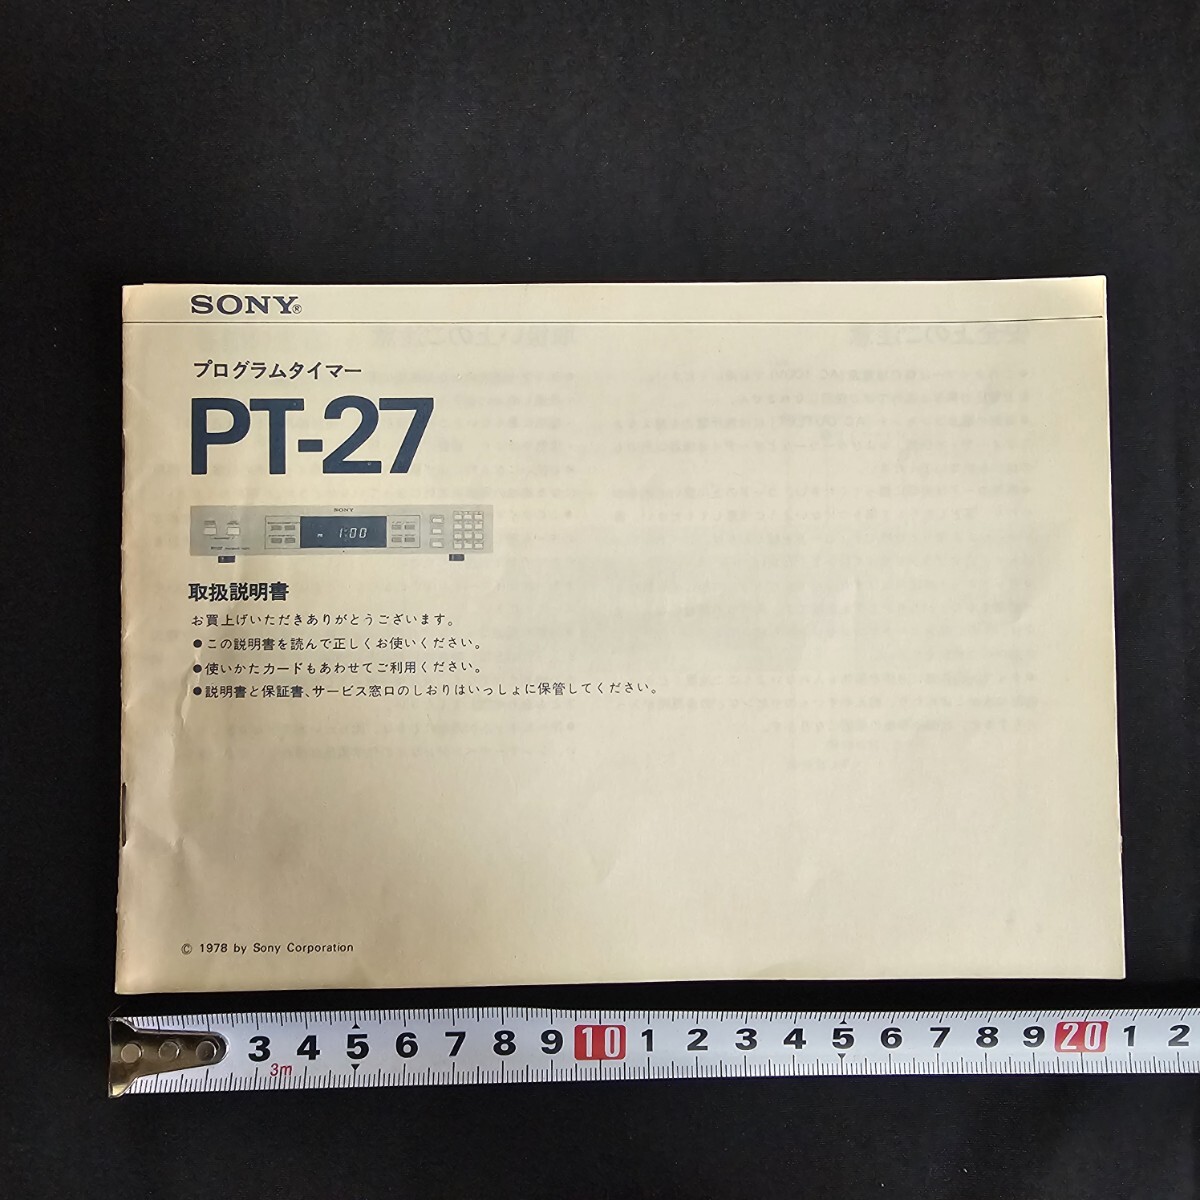 SONY®
プログラムタイマー
PT-27
SONY
PM 1:00
取扱説明書
お買上げいただきありがとうございます。
●この説明書を読んで正しくお使いください。
●使いかたカードもあわせてご利用ください。
●説明書と保証書、サービス窓口のしおりはいっしょに保管してください。
© 1978 by Sony Corporation
3 4 5 6 7 8 9 10 1 2 3 4 5 6 7 8 9 20 1 2
3m